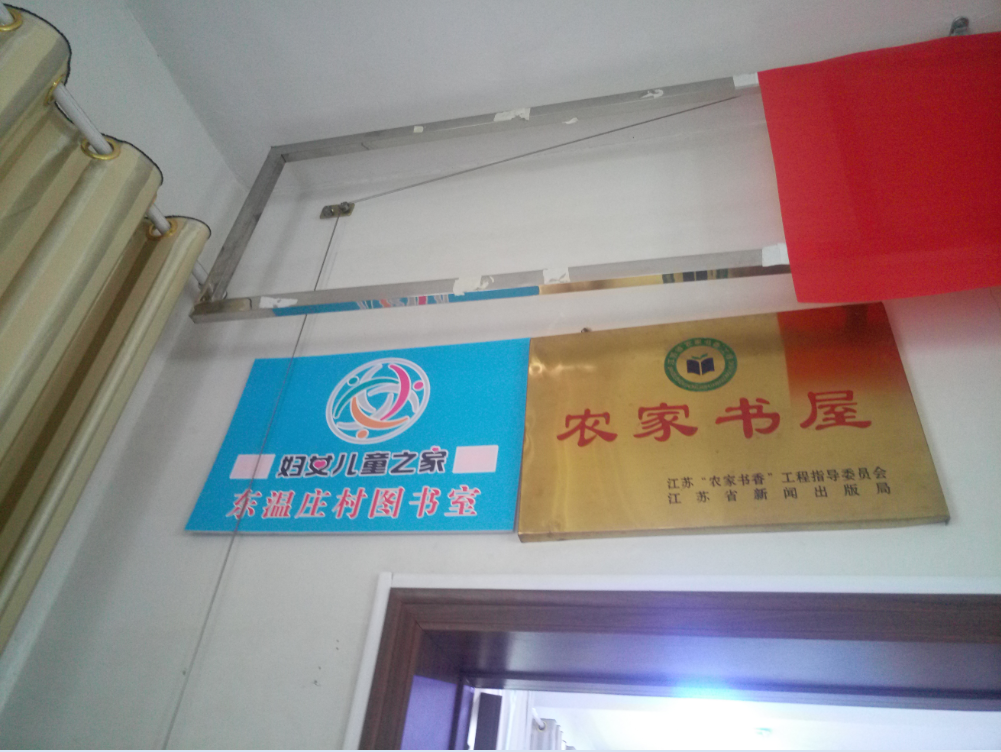 妇女儿童之家
东温庄村图书室
农家书屋
江苏“农家书香”工程指导委员会
江苏省新闻出版局